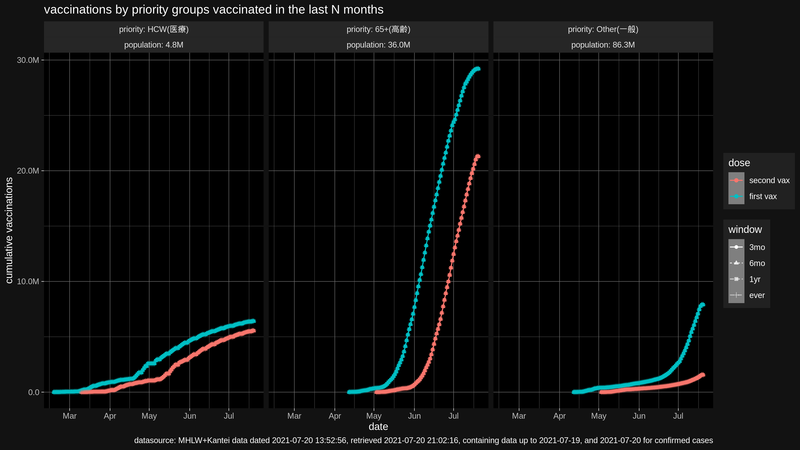 vaccinations by priority groups vaccinated in the last N months
priority: HCW(医療)
population: 4.8M
priority: 65+(高齢)
population: 36.0M
priority: Other(一般)
population: 86.3M
cumulative vaccinations
30.0M
20.0M
10.0M
0.0
Mar Apr May Jun Jul
Mar Apr May Jun Jul
Mar Apr May Jun Jul
date
dose
second vax
first vax
window
3mo
6mo
1yr
ever
datasource: MHLW+Kantei data dated 2021-07-20 13:52:56, retrieved 2021-07-20 21:02:16, containing data up to 2021-07-19, and 2021-07-20 for confirmed cases